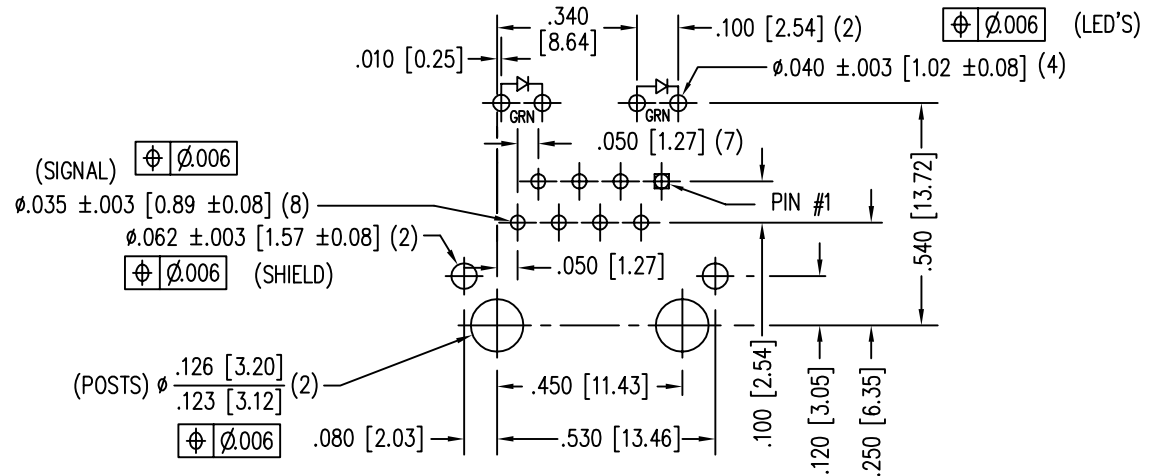 .340
[8.64]
.100 [2.54] (2)
⌖ Ø.006 (LED'S)
.010 [0.25]
Ø.040 ±.003 [1.02 ±0.08] (4)
GRN
GRN
.050 [1.27] (7)
(SIGNAL) ⌖ Ø.006
Ø.035 ±.003 [0.89 ±0.08] (8)
PIN #1
.540 [13.72]
Ø.062 ±.003 [1.57 ±0.08] (2)
⌖ Ø.006 (SHIELD)
.050 [1.27]
(POSTS) Ø .126 [3.20]
.123 [3.12] (2)
⌖ Ø.006
.450 [11.43]
.080 [2.03]
.530 [13.46]
.100 [2.54]
.120 [3.05]
.250 [6.35]